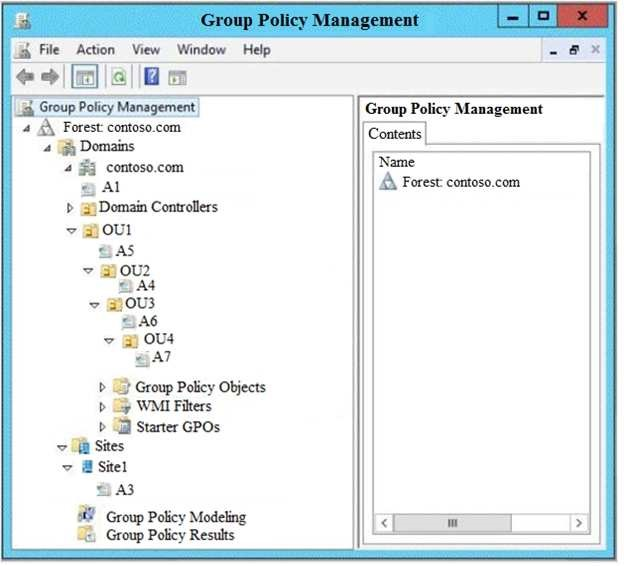 Group Policy Management
File Action View Window Help
Group Policy Management
Forest: contoso.com
Domains
contoso.com
A1
Domain Controllers
OU1
A5
OU2
A4
OU3
A6
OU4
A7
Group Policy Objects
WMI Filters
Starter GPOs
Sites
Site1
A3
Group Policy Modeling
Group Policy Results
Group Policy Management
Contents
Name
Forest: contoso.com